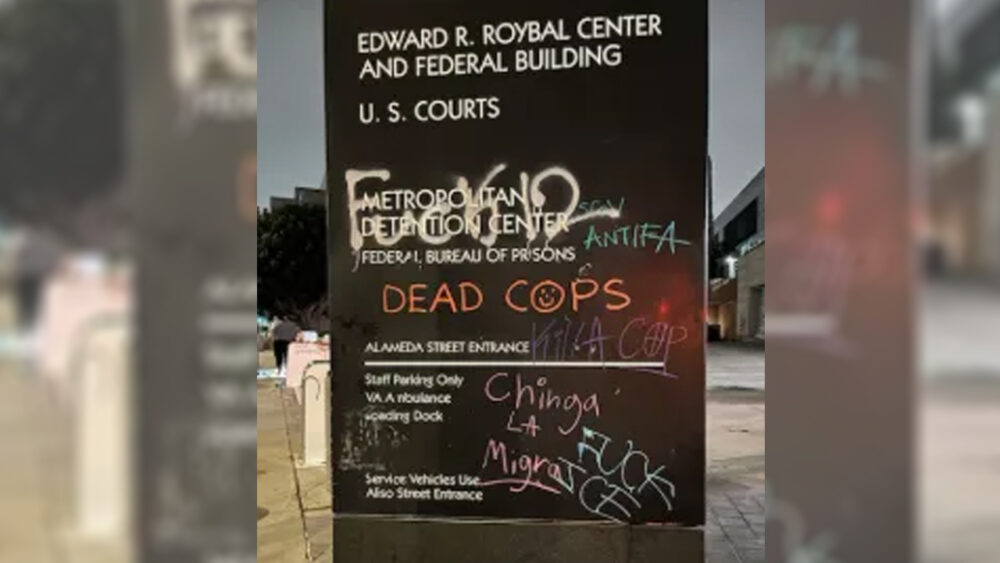 EDWARD R. ROYBAL CENTER
AND FEDERAL BUILDING
U. S. COURTS
METROPOLITAN
DETENTION CENTER
FEDERAL BUREAU OF PRISONS
ANTIFA
DEAD COPS
Killa COP
ALAMEDA STREET ENTRANCE
Staff Parking Only
VA Ambulance
Loading Dock
Chinga
LA
Migra
FUCK
ICE
Service Vehicles Use
Aliso Street Entrance